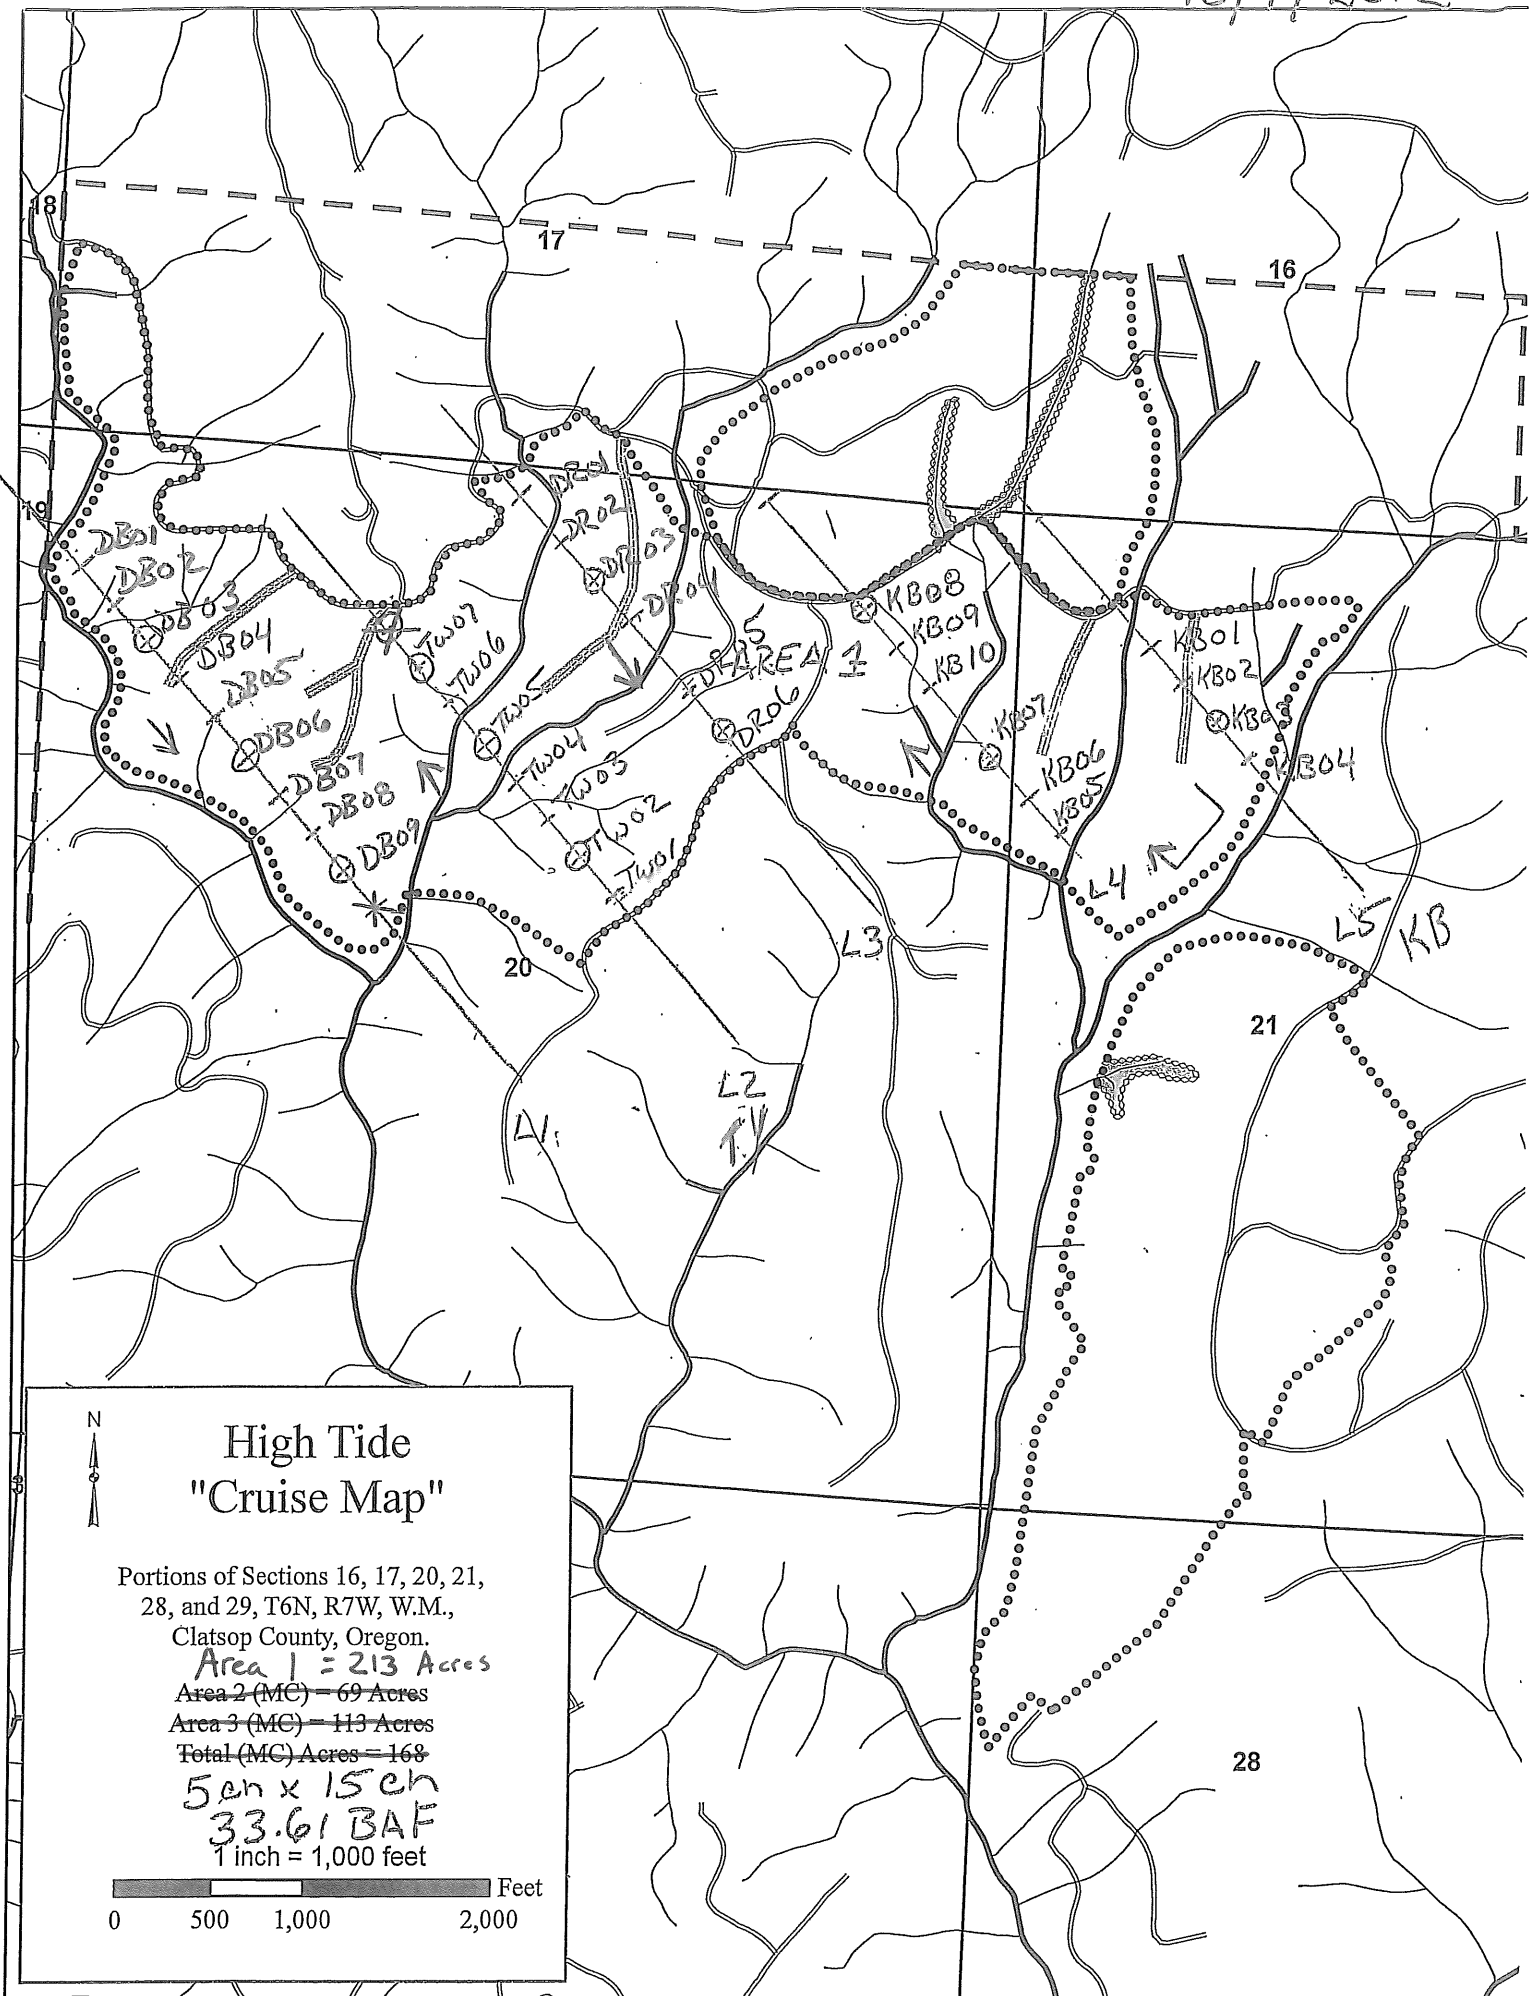 18
17
16
19
DB01
DB02
DB03
DB04
DB05
DB06
DB07
DB08
DB09
DR01
DR02
DR03
DR04
DR06
AREA 1
TW07
TW06
TW05
TW04
TW03
TW02
TW01
KB08
KB09
KB10
KB07
KB06
KB05
KB01
KB02
KB03
KB04
L4
L5
KB
L3
20
21
L2
L1
28
N
High Tide
"Cruise Map"
Portions of Sections 16, 17, 20, 21,
28, and 29, T6N, R7W, W.M.,
Clatsop County, Oregon.
Area 1 = 213 Acres
Area 2 (MC) = 69 Acres
Area 3 (MC) = 113 Acres
Total (MC) Acres = 168
5ch x 15ch
33.61 BAF
1 inch = 1,000 feet
Feet
0 500 1,000 2,000